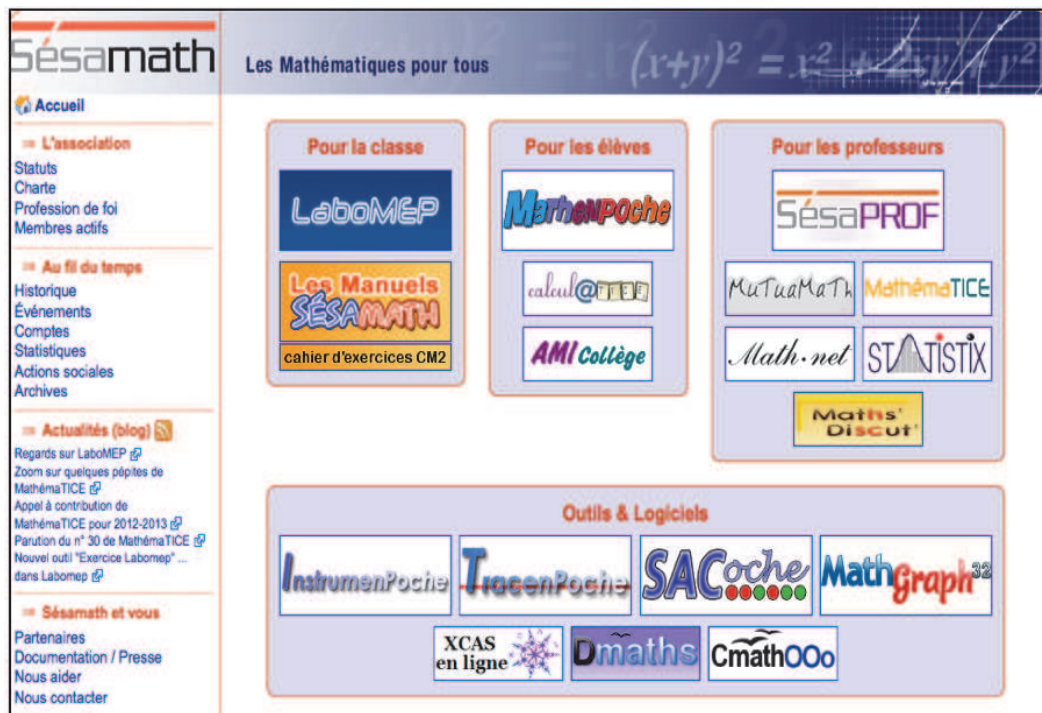 Sésamath
Les Mathématiques pour tous
(x+y)² = x² + 2xy + y²
Accueil
L'association
Statuts
Charte
Profession de foi
Membres actifs
Au fil du temps
Historique
Événements
Comptes
Statistiques
Actions sociales
Archives
Actualités (blog)
Regards sur LaboMEP
Zoom sur quelques pépites de
MathémaTICE
Appel à contribution de
MathémaTICE pour 2012-2013
Parution du n° 30 de MathémaTICE
Nouvel outil "Exercice Labomep" ...
dans Labomep
Sésamath et vous
Partenaires
Documentation / Presse
Nous aider
Nous contacter
Pour la classe
LaboMEP
Les Manuels
SÉSAMATH
cahier d'exercices CM2
Pour les élèves
Mathenpoche
calcul@TICE
AMI Collège
Pour les professeurs
SésaPROF
MuTuaMaTh
MathémaTICE
Math.net
STATISTIX
Maths'
Discut'
Outils & Logiciels
InstrumenPoche
TracenPoche
SACoche
MathGraph32
XCAS
en ligne
Dmaths
CmathOOo